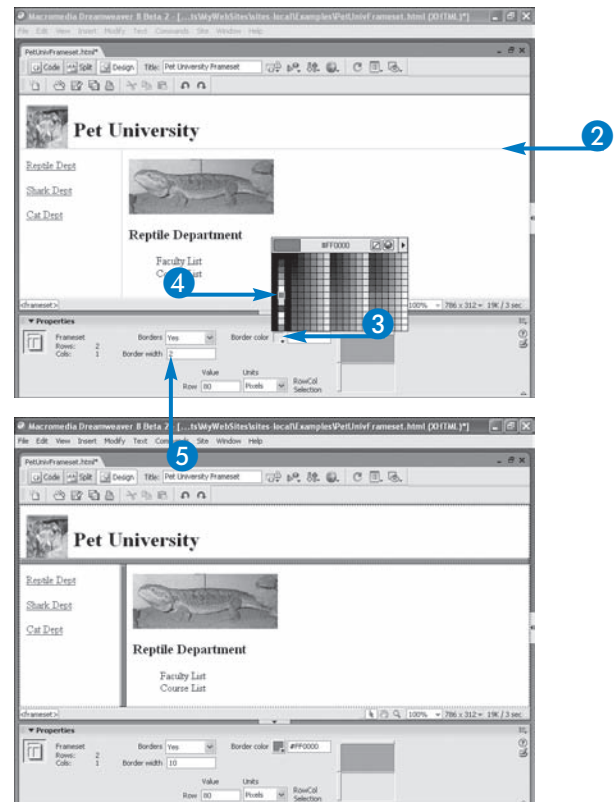 Macromedia Dreamweaver 8 Beta 2 - [...ts\MyWebSites\sites-local\Examples\PetUnivFrameset.html (XHTML)*]
File Edit View Insert Modify Text Commands Site Window Help
PetUnivFrameset.html*
Code Split Design Title: Pet University Frameset
Pet University
2
Reptile Dept
Shark Dept
Cat Dept
Reptile Department
Faculty List
#FF0000
4
<frameset> 100% 786 x 312 19K / 3 sec
3
Properties
Frameset Borders Yes Border color
Rows: 2
Cols: 1 Border width 2
Value Units
Row 80 Pixels RowCol
Selection
5
Macromedia Dreamweaver 8 Beta 2 [...ts\MyWebSites\sites-local\Examples\PetUnivFrameset.html (XHTML)*]
File Edit View Insert Modify Text Site Window Help
PetUnivFrameset.html*
Code Split Design Title: Pet University Frameset
Pet University
Reptile Dept
Shark Dept
Cat Dept
Reptile Department
Faculty List
Course List
<frameset> 100% 786 x 312 19K / 3 sec
Properties
Frameset Borders Yes Border color #FF0000
Rows: 2
Cols: 1 Border width 10
Value Units
Row 80 Pixels RowCol
Selection